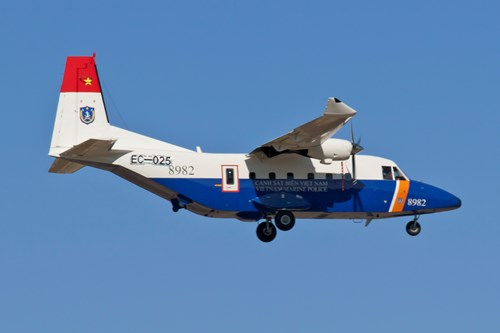 EC-025
8982
CẢNH SÁT BIỂN VIỆT NAM
VIETNAM MARINE POLICE
8982